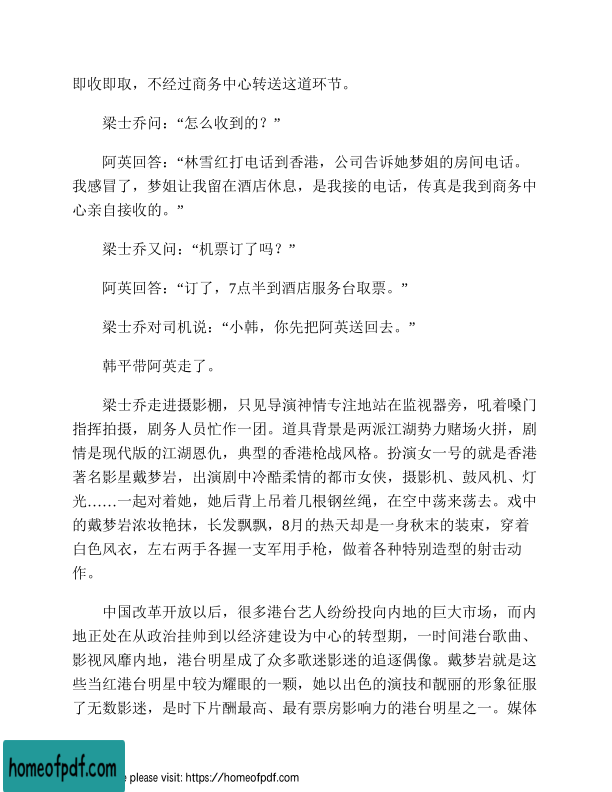 即收即取，不经过商务中心转送这道环节。
梁士乔问：“怎么收到的？”
阿英回答：“林雪红打电话到香港，公司告诉她梦姐的房间电话。
我感冒了，梦姐让我留在酒店休息，是我接的电话，传真是我到商务中
心亲自接收的。”
梁士乔又问：“机票订了吗？”
阿英回答：“订了，7点半到酒店服务台取票。”
梁士乔对司机说：“小韩，你先把阿英送回去。”
韩平带阿英走了。
梁士乔走进摄影棚，只见导演神情专注地站在监视器旁，吼着嗓门
指挥拍摄，剧务人员忙作一团。道具背景是两派江湖势力赌场火拼，剧
情是现代版的江湖恩仇，典型的香港枪战风格。扮演女一号的就是香港
著名影星戴梦岩，出演剧中冷酷柔情的都市女侠，摄影机、鼓风机、灯
光……一起对着她，她后背上吊着几根钢丝绳，在空中荡来荡去。戏中
的戴梦岩浓妆艳抹，长发飘飘，8月的热天却是一身秋末的装束，穿着
白色风衣，左右两手各握一支军用手枪，做着各种特别造型的射击动
作。
中国改革开放以后，很多港台艺人纷纷投向内地的巨大市场，而内
地正处在从政治挂帅到以经济建设为中心的转型期，一时间港台歌曲、
影视风靡内地，港台明星成了众多歌迷影迷的追逐偶像。戴梦岩就是这
些当红港台明星中较为耀眼的一颗，她以出色的演技和靓丽的形象征服
了无数影迷，是时下片酬最高、最有票房影响力的港台明星之一。媒体
homeofpdf.com
please visit: https://homeofpdf.com